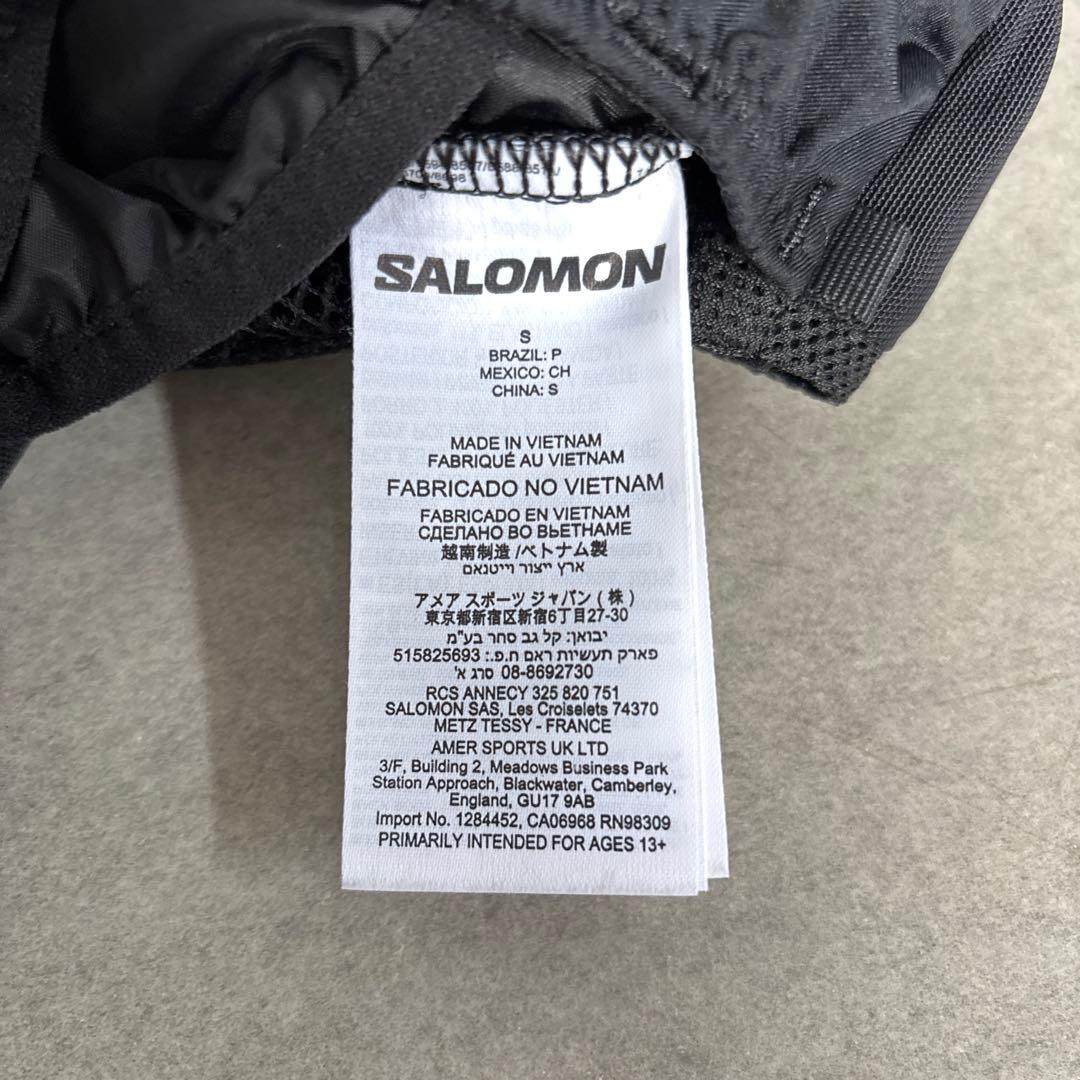 SALOMON
S
BRAZIL: P
MEXICO: CH
CHINA: S
MADE IN VIETNAM
FABRIQUÉ AU VIETNAM
FABRICADO NO VIETNAM
FABRICADO EN VIETNAM
СДЕЛАНО ВО ВЬЕТНАМЕ
越南制造 /ベトナム製
ארץ ייצור וייטנאם
アメア スポーツ ジャパン ( 株 )
東京都新宿区新宿6丁目27-30
יבואן: קל גב סחר בע"מ
פארק תעשיות ראם ח.פ.: 515825693
08-8692730 סרג א'
RCS ANNECY 325 820 751
SALOMON SAS, Les Croiselets 74370
METZ TESSY - FRANCE
AMER SPORTS UK LTD
3/F, Building 2, Meadows Business Park
Station Approach, Blackwater, Camberley,
England, GU17 9AB
Import No. 1284452, CA06968 RN98309
PRIMARILY INTENDED FOR AGES 13+